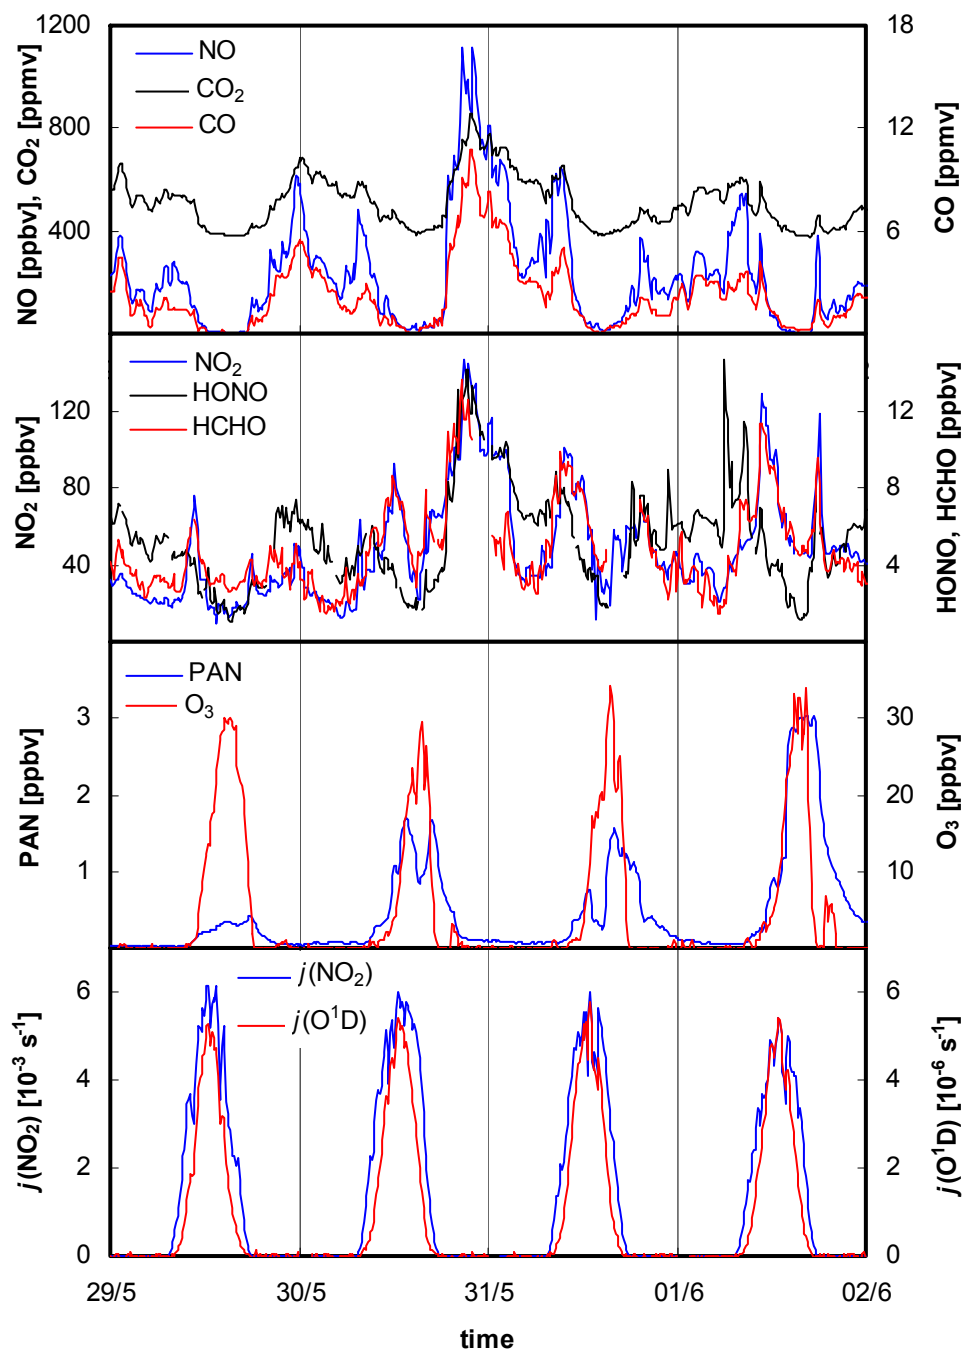 1200
18
NO
CO₂
CO
800
12
400
6
NO [ppbv], CO₂ [ppmv]
CO [ppmv]
NO₂
HONO
HCHO
120
12
80
8
40
4
NO₂ [ppbv]
HONO, HCHO [ppbv]
PAN
O₃
3
30
2
20
1
10
PAN [ppbv]
O₃ [ppbv]
j(NO₂)
j(O¹D)
6
6
4
4
2
2
0
0
j(NO₂) [10⁻³ s⁻¹]
j(O¹D) [10⁻⁶ s⁻¹]
29/5 30/5 31/5 01/6 02/6
time